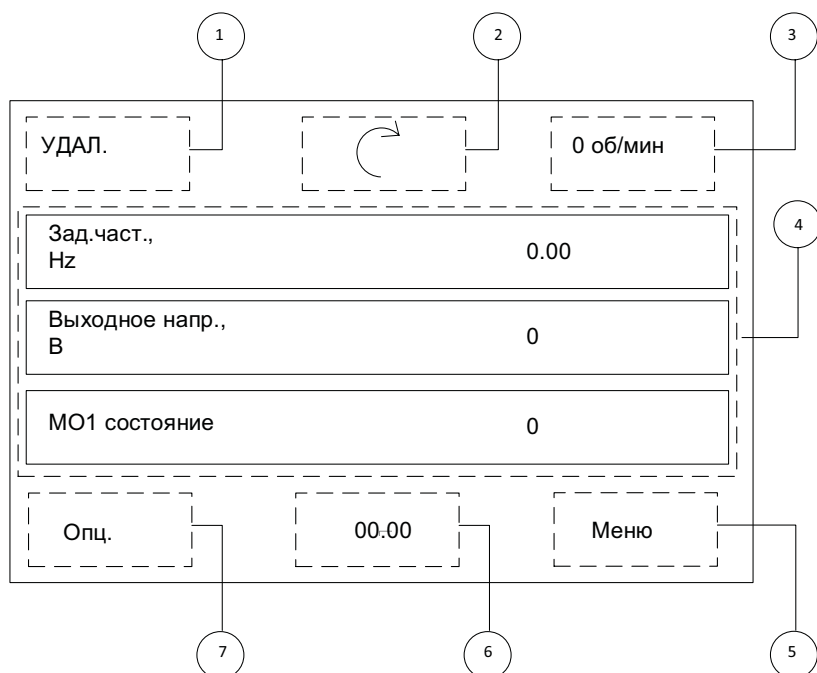 1
2
3
УДАЛ.
0 об/мин
4
Зад.част.,
Hz
0.00
Выходное напр.,
В
0
МО1 состояние
0
Опц.
00.00
Меню
7
6
5